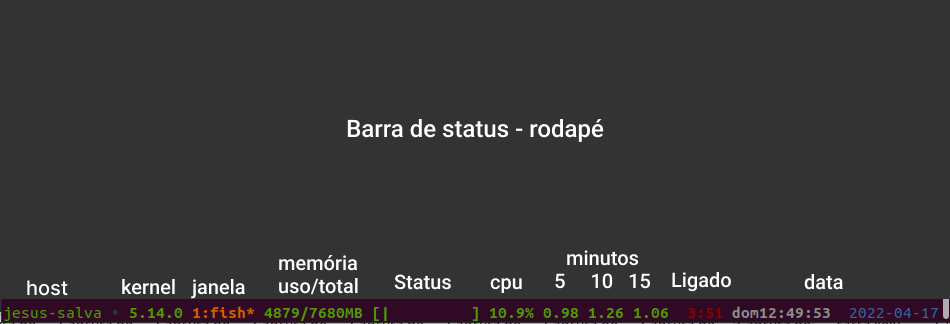 Barra de status - rodapé
minutos
memória
uso/total
host kernel janela Status cpu 5 10 15 Ligado data
jesus-salva • 5.14.0 1:fish* 4879/7680MB [| ] 10.9% 0.98 1.26 1.06 3:51 dom12:49:53 2022-04-17